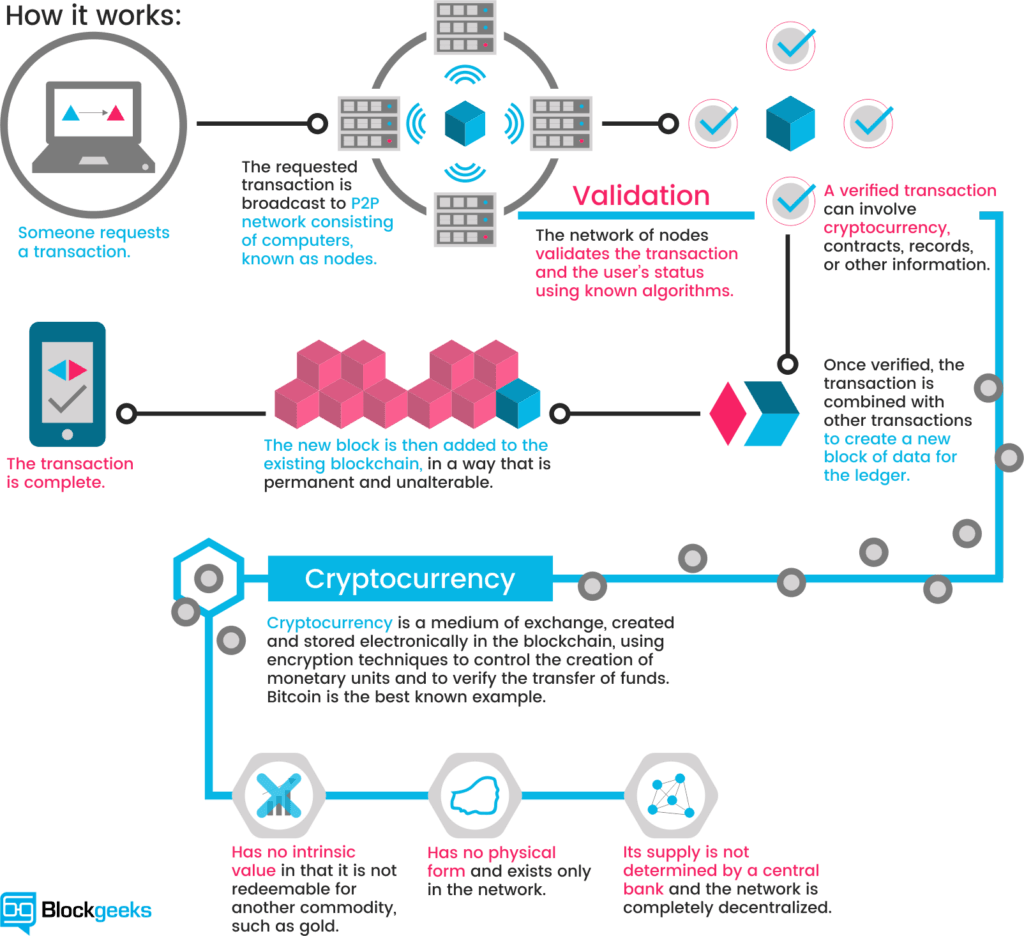 How it works:
Someone requests
a transaction.
The requested
transaction is
broadcast to P2P
network consisting
of computers,
known as nodes.
Validation
The network of nodes
validates the transaction
and the user's status
using known algorithms.
A verified transaction
can involve
cryptocurrency,
contracts, records,
or other information.
Once verified, the
transaction is
combined with
other transactions
to create a new
block of data for
the ledger.
The new block is then added to the
existing blockchain, in a way that is
permanent and unalterable.
The transaction
is complete.
Cryptocurrency
Cryptocurrency is a medium of exchange, created
and stored electronically in the blockchain, using
encryption techniques to control the creation of
monetary units and to verify the transfer of funds.
Bitcoin is the best known example.
Has no intrinsic
value in that it is not
redeemable for
another commodity,
such as gold.
Has no physical
form and exists only
in the network.
Its supply is not
determined by a central
bank and the network is
completely decentralized.
Blockgeeks